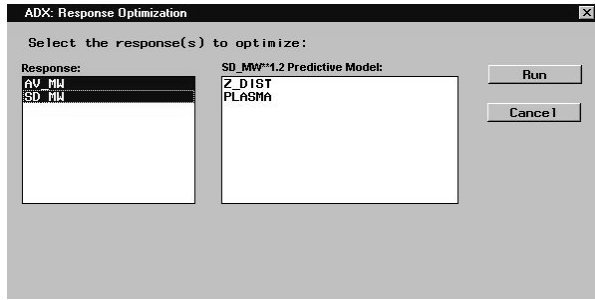 ADX: Response Optimization
Select the response(s) to optimize:
Response:
SD_MW**1.2 Predictive Model:
AV_MW
SD_MW
Z_DIST
PLASMA
Run
Cancel